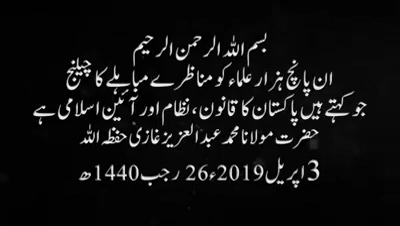 بسم اللہ الرحمن الرحیم
ان پانچ ہزار علماء کو مناظرے مباہلے کا چیلنج
جو کہتے ہیں پاکستان کا قانون، نظام اور آئین اسلامی ہے
حضرت مولانا محمد عبدالعزیز غازی حفظہ اللہ
3 اپریل 2019ء 26 رجب 1440ھ